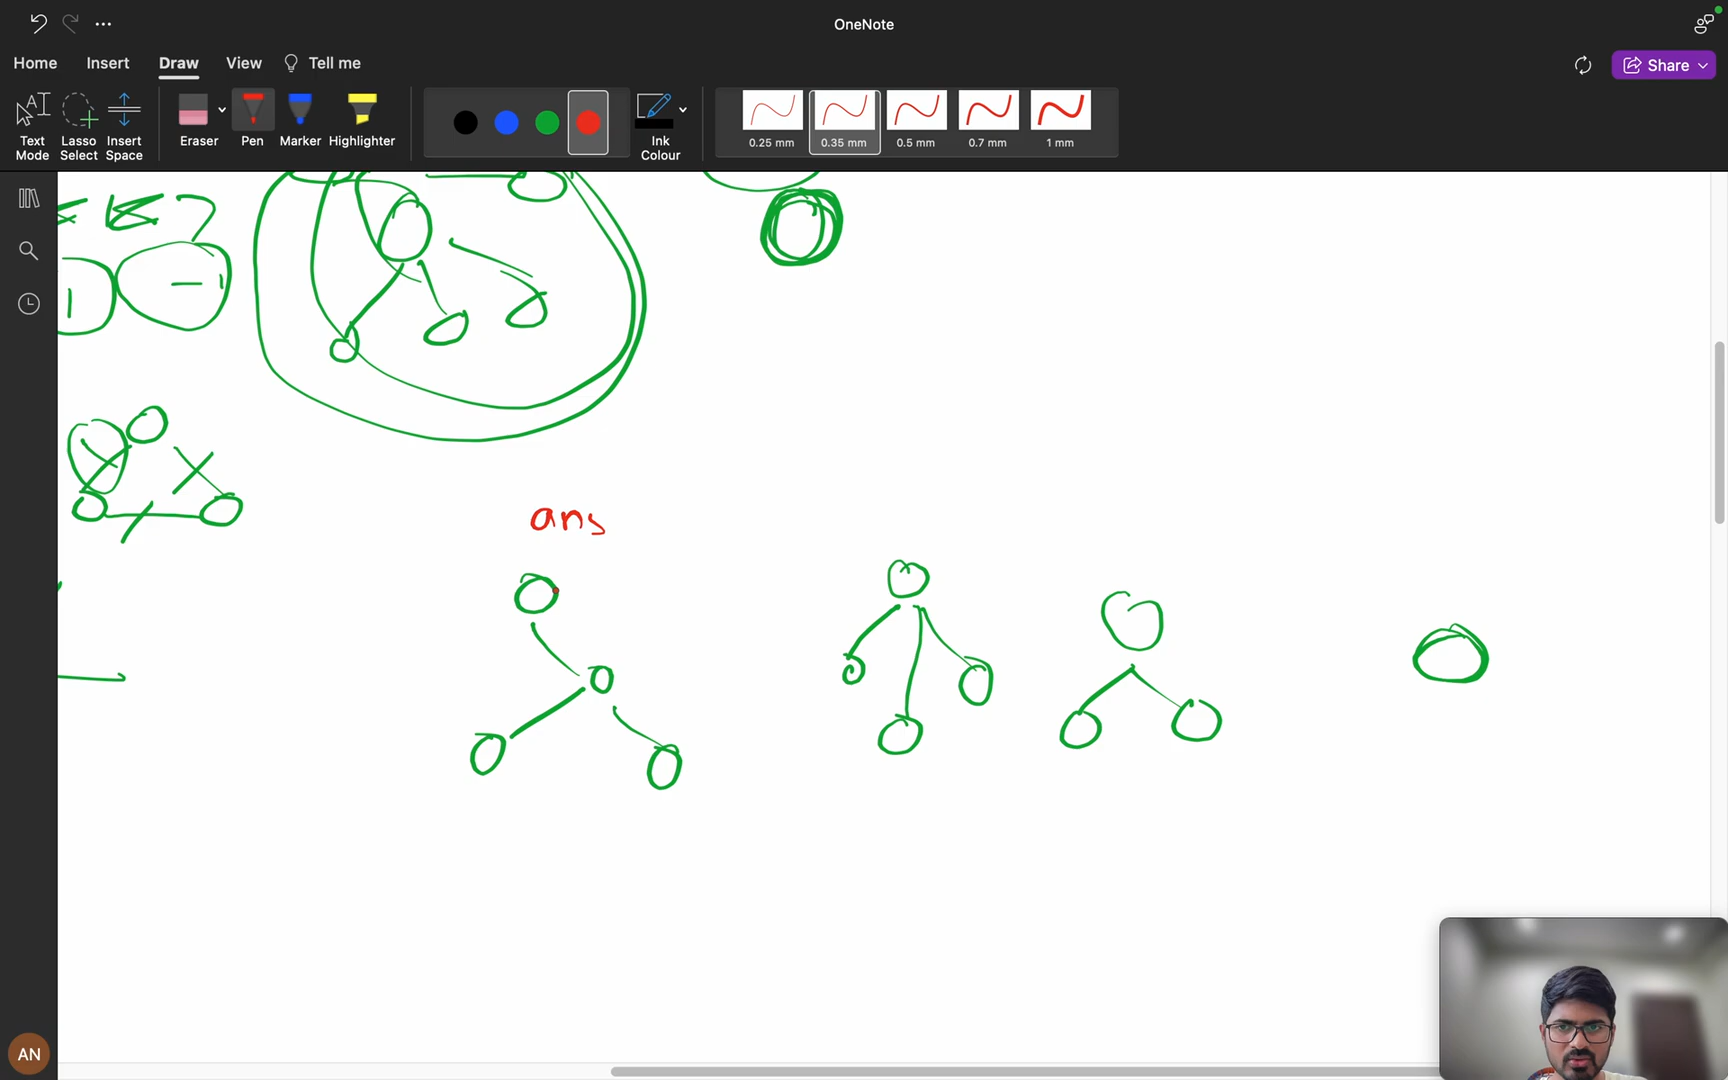 OneNote
Home Insert Draw View Tell me
Share
Text Mode
Lasso Select
Insert Space
Eraser
Pen
Marker
Highlighter
Ink Colour
0.25 mm
0.35 mm
0.5 mm
0.7 mm
1 mm
ans
AN